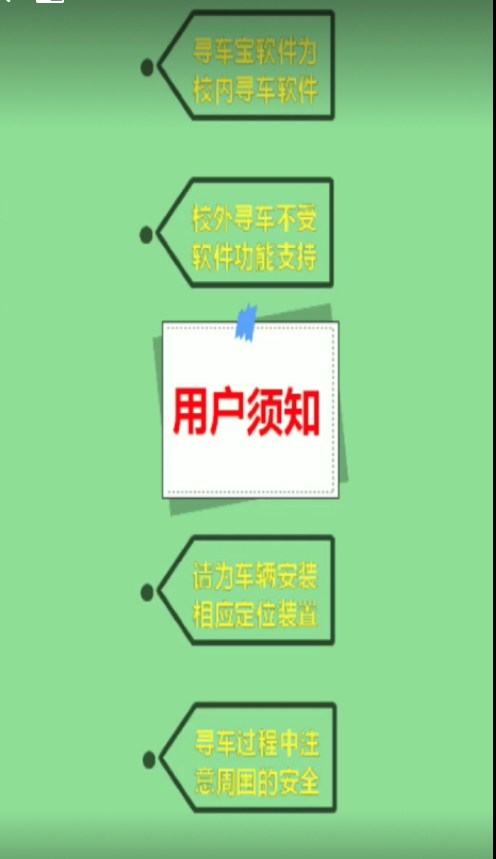 寻车宝软件为
校内寻车软件
校外寻车不受
软件功能支持
用户须知
请为车辆安装
相应定位装置
寻车过程中注
意周围的安全